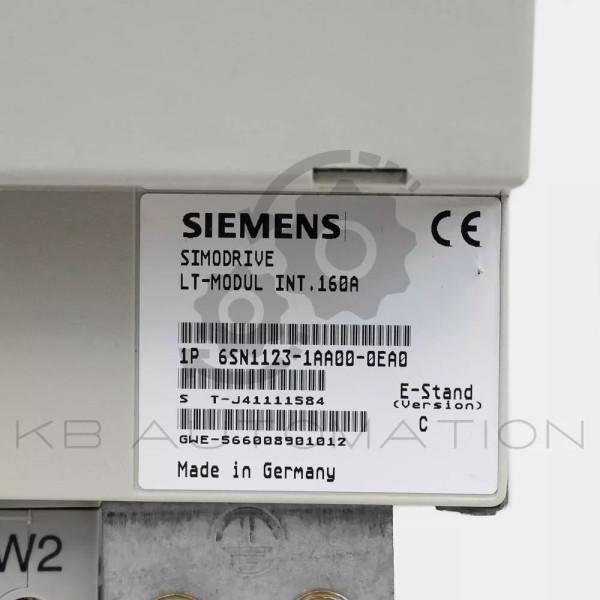 SIEMENS
CE
SIMODRIVE
LT-MODUL INT.160A
1P 6SN1123-1AA00-0EA0
S T-J41111584
E-Stand
(Version)
C
GWE-566008901012
KB AUTOMATION
Made in Germany
W2